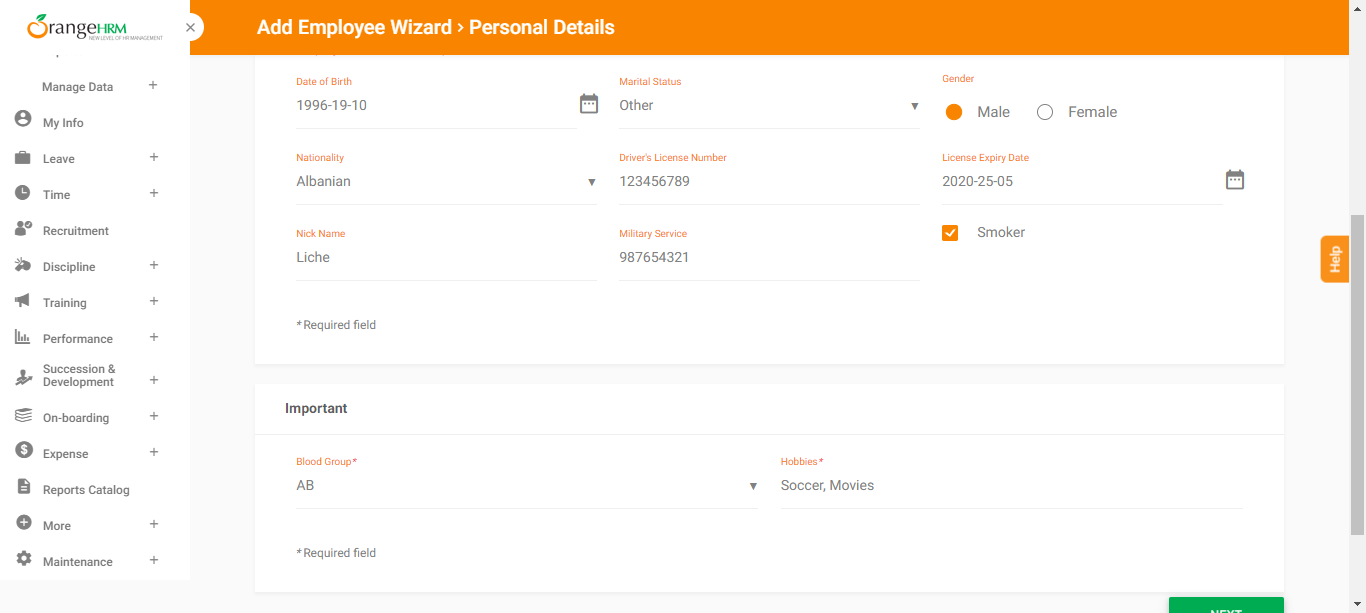 OrangeHRM
NEW LEVEL OF HR MANAGEMENT
Add Employee Wizard > Personal Details
Manage Data
My Info
Leave
Time
Recruitment
Discipline
Training
Performance
Succession &
Development
On-boarding
Expense
Reports Catalog
More
Maintenance
Date of Birth
1996-19-10
Marital Status
Other
Gender
Male
Female
Nationality
Albanian
Driver's License Number
123456789
License Expiry Date
2020-25-05
Nick Name
Liche
Military Service
987654321
Smoker
* Required field
Important
Blood Group*
AB
Hobbies*
Soccer, Movies
* Required field
NEXT
Help